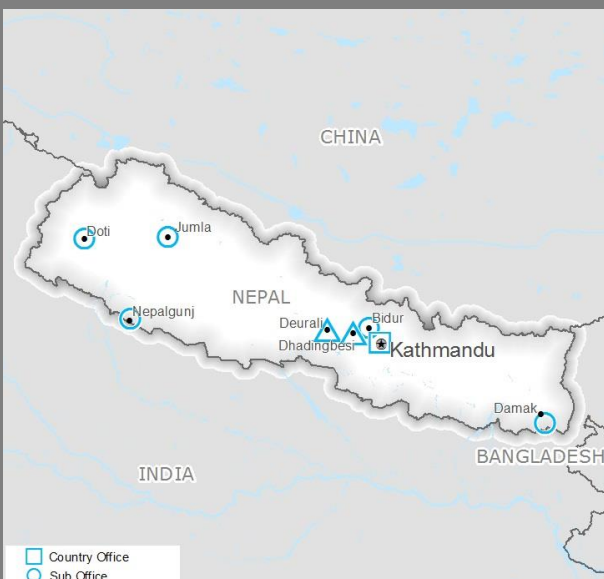 CHINA
Doti
Jumla
NEPAL
Nepalgunj
Deurali
Bidur
Dhadingbesi
Kathmandu
Damak
BANGLADESH
INDIA
Country Office
Sub Office